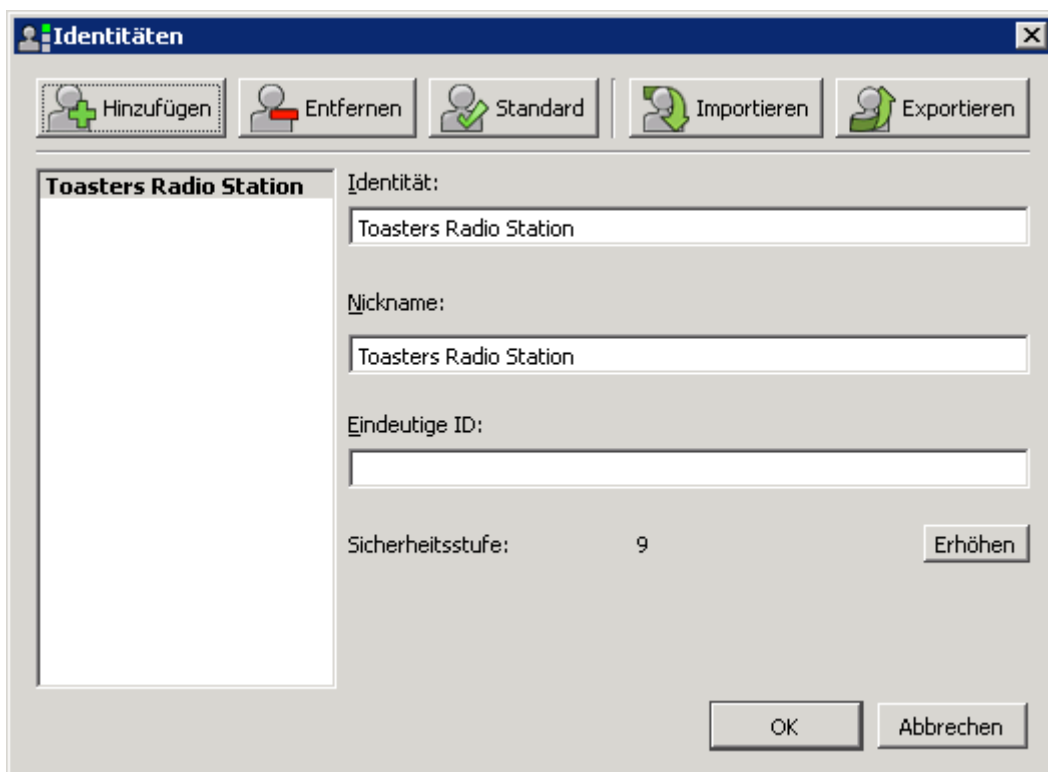 Identitäten
Hinzufügen Entfernen Standard Importieren Exportieren
Toasters Radio Station
Identität:
Toasters Radio Station
Nickname:
Toasters Radio Station
Eindeutige ID:
Sicherheitsstufe: 9 Erhöhen
OK Abbrechen